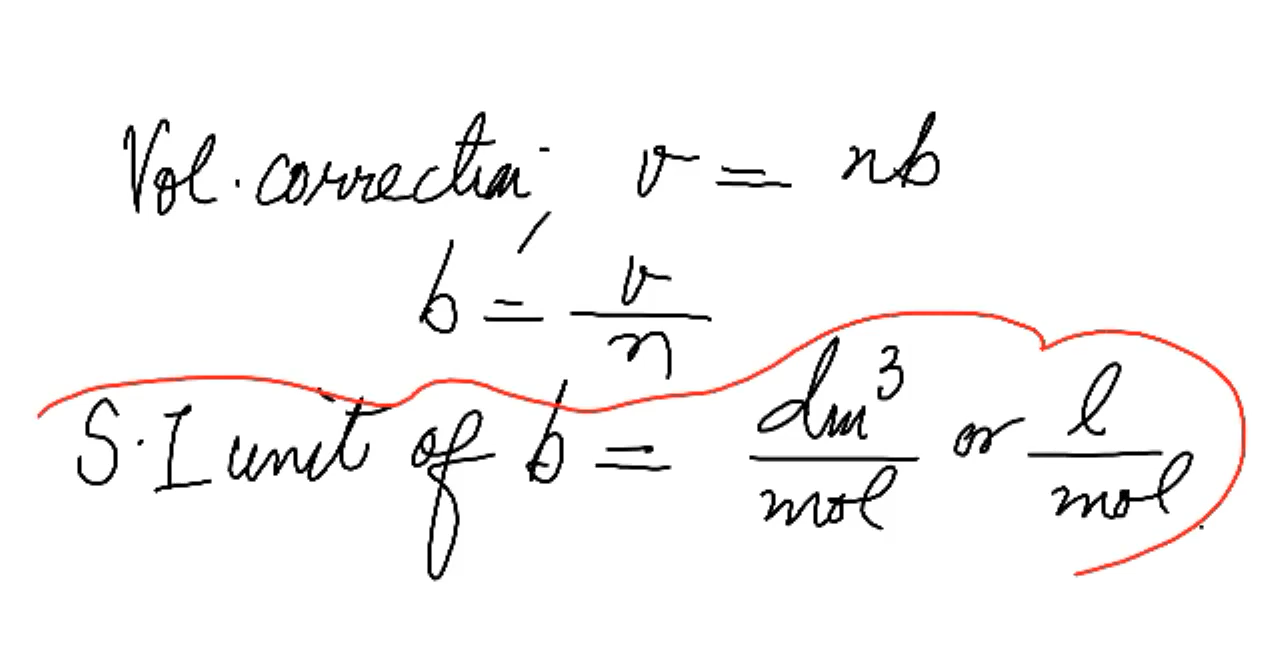 Vol. correction, v = nb
b = v/n
S.I unit of b = dm³/mol or l/mol